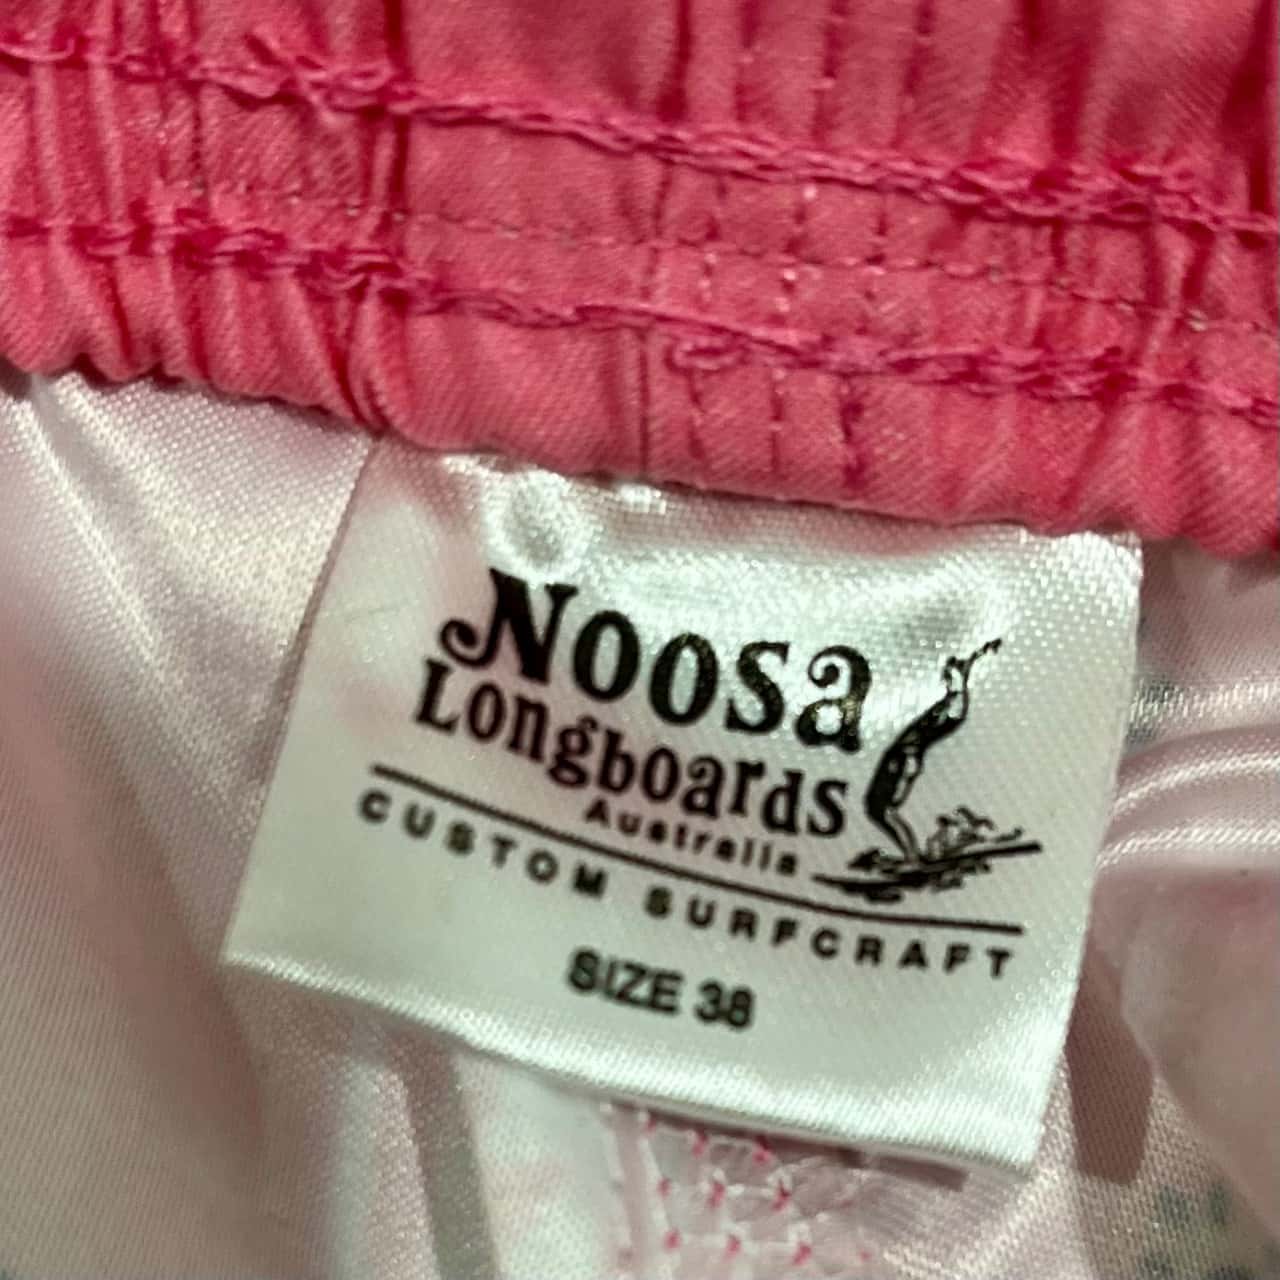 Noosa
Longboards
Australia
CUSTOM SURFCRAFT
SIZE 38